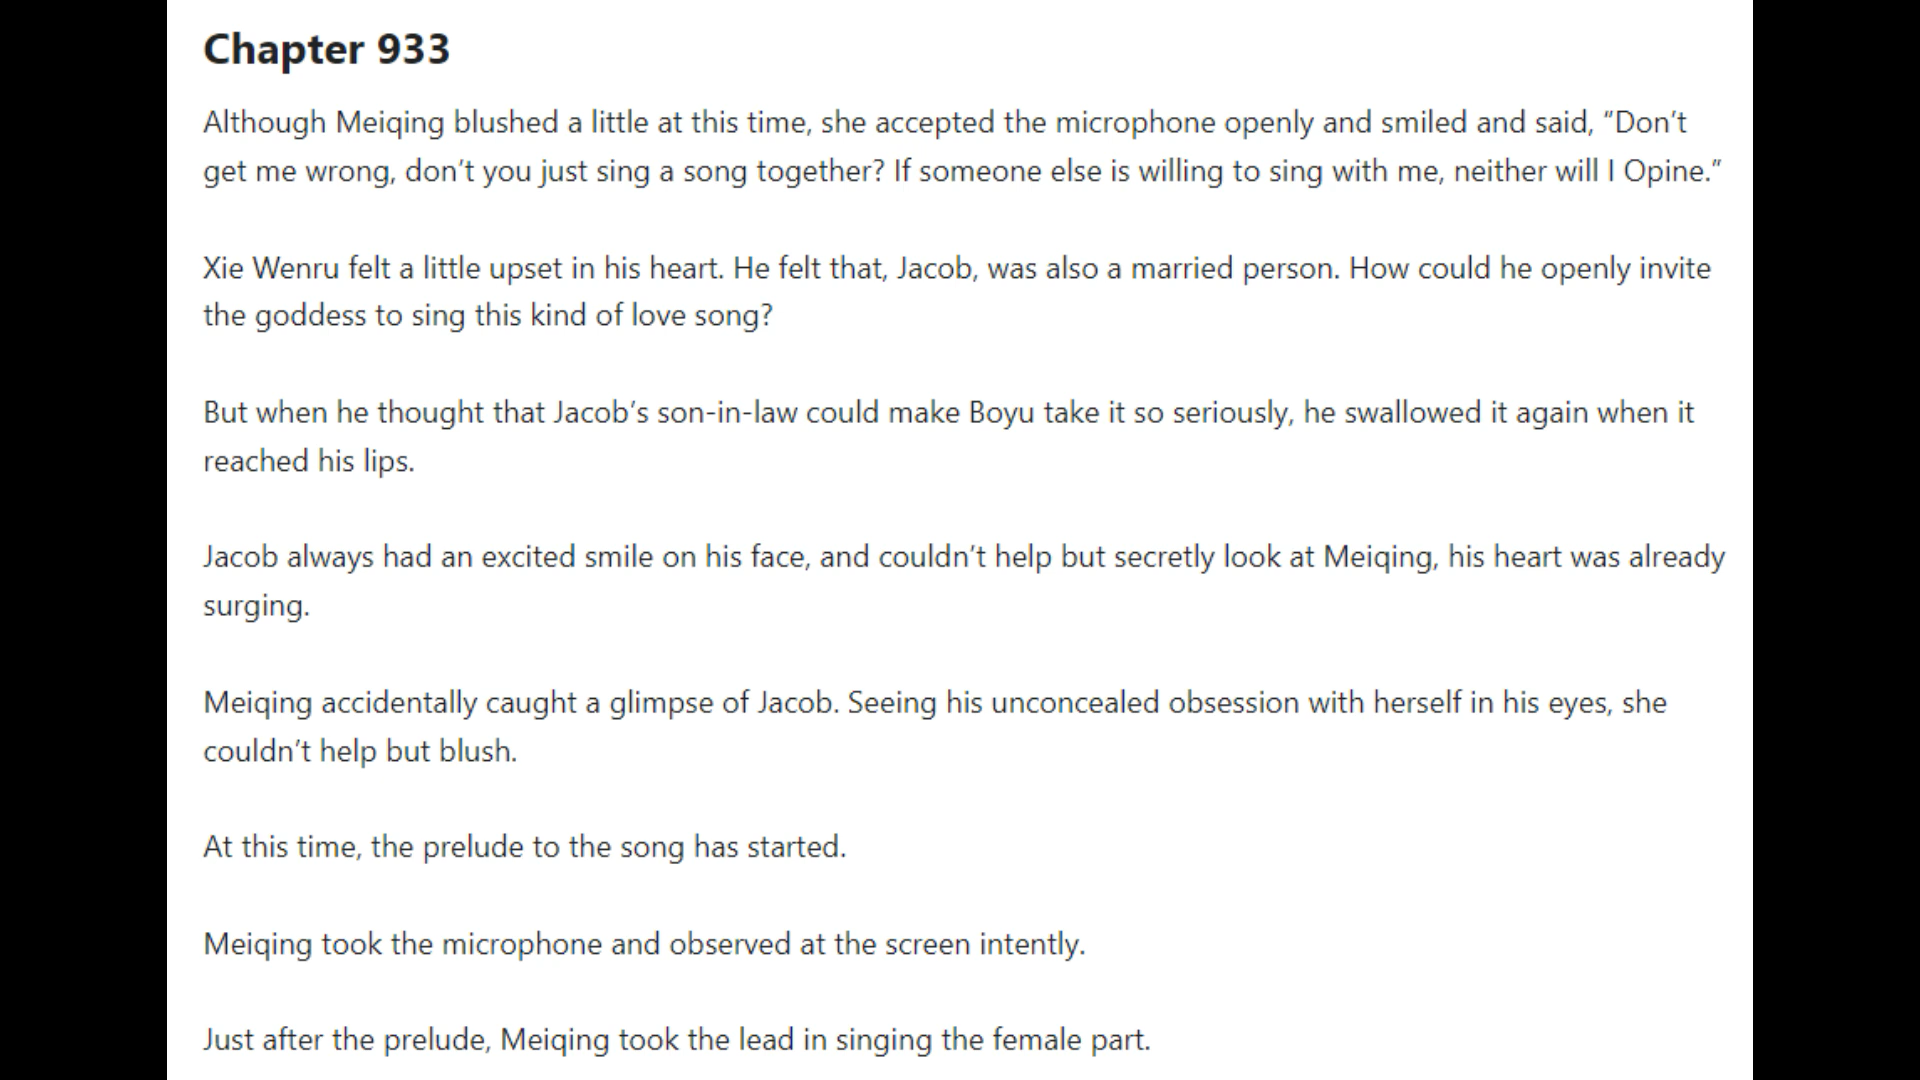 Chapter 933
Although Meiqing blushed a little at this time, she accepted the microphone openly and smiled and said, “Don’t
get me wrong, don’t you just sing a song together? If someone else is willing to sing with me, neither will I Opine.”
Xie Wenru felt a little upset in his heart. He felt that, Jacob, was also a married person. How could he openly invite
the goddess to sing this kind of love song?
But when he thought that Jacob’s son-in-law could make Boyu take it so seriously, he swallowed it again when it
reached his lips.
Jacob always had an excited smile on his face, and couldn’t help but secretly look at Meiqing, his heart was already
surging.
Meiqing accidentally caught a glimpse of Jacob. Seeing his unconcealed obsession with herself in his eyes, she
couldn’t help but blush.
At this time, the prelude to the song has started.
Meiqing took the microphone and observed at the screen intently.
Just after the prelude, Meiqing took the lead in singing the female part.